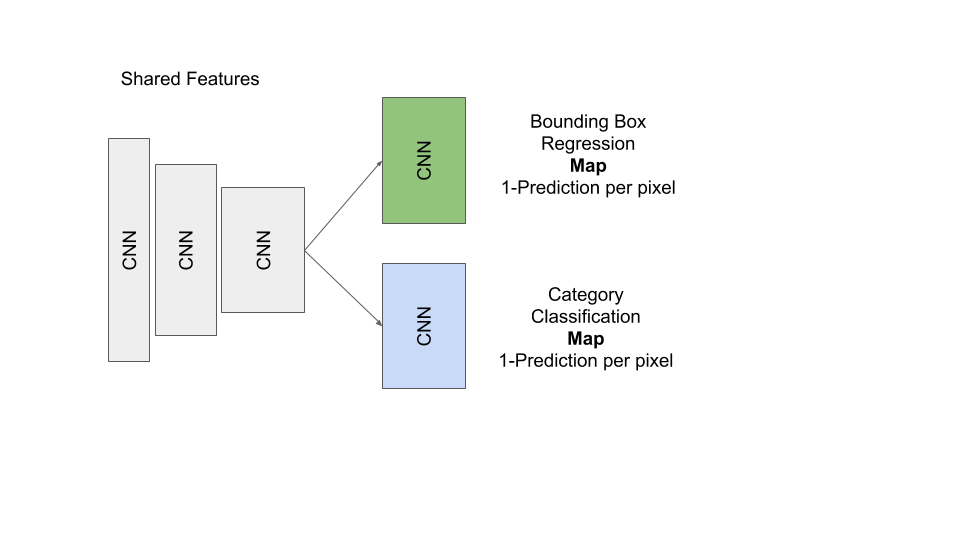 Shared Features
CNN
CNN
CNN
CNN
Bounding Box
Regression
Map
1-Prediction per pixel
CNN
Category
Classification
Map
1-Prediction per pixel